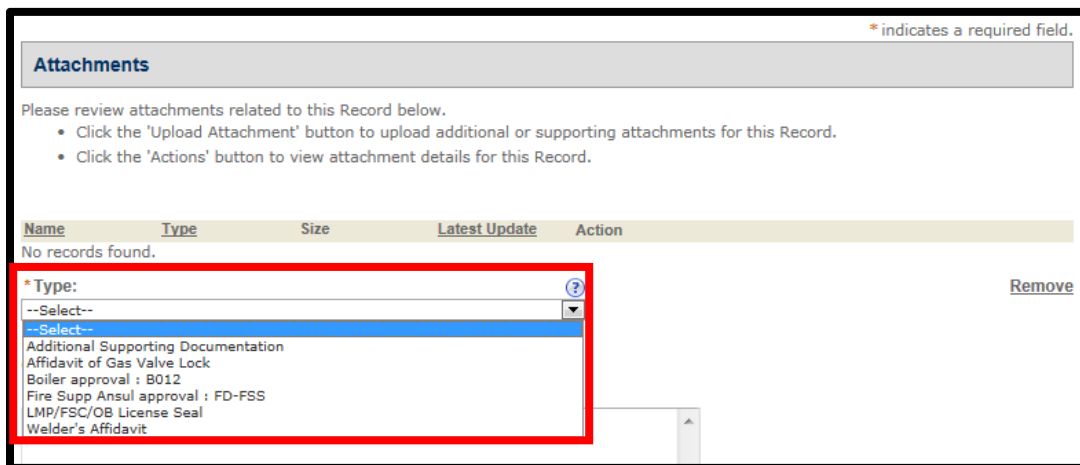 * indicates a required field.
Attachments
Please review attachments related to this Record below.
• Click the 'Upload Attachment' button to upload additional or supporting attachments for this Record.
• Click the 'Actions' button to view attachment details for this Record.
Name Type Size Latest Update Action
No records found.
* Type: ? Remove
--Select--
--Select--
Additional Supporting Documentation
Affidavit of Gas Valve Lock
Boiler approval : B012
Fire Supp Ansul approval : FD-FSS
LMP/FSC/OB License Seal
Welder's Affidavit